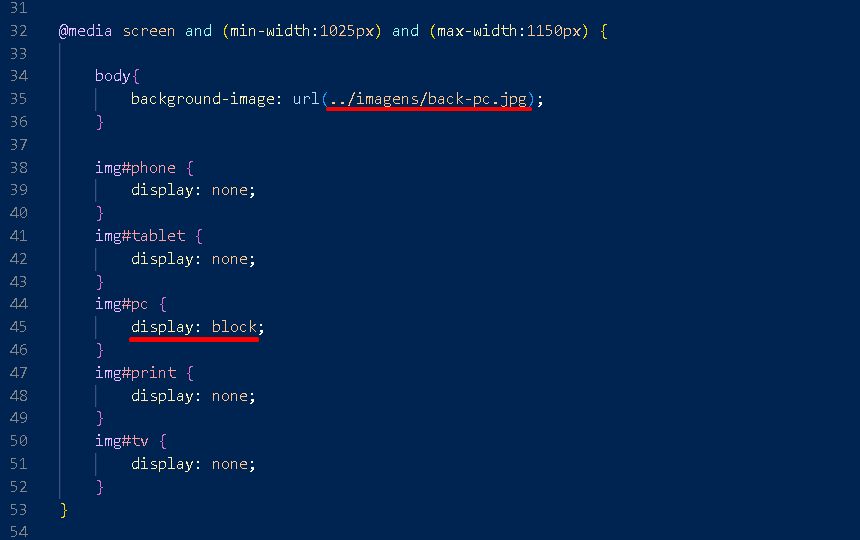 31
32 @media screen and (min-width:1025px) and (max-width:1150px) {
33
34 body{
35 background-image: url(../imagens/back-pc.jpg);
36 }
37
38 img#phone {
39 display: none;
40 }
41 img#tablet {
42 display: none;
43 }
44 img#pc {
45 display: block;
46 }
47 img#print {
48 display: none;
49 }
50 img#tv {
51 display: none;
52 }
53 }
54